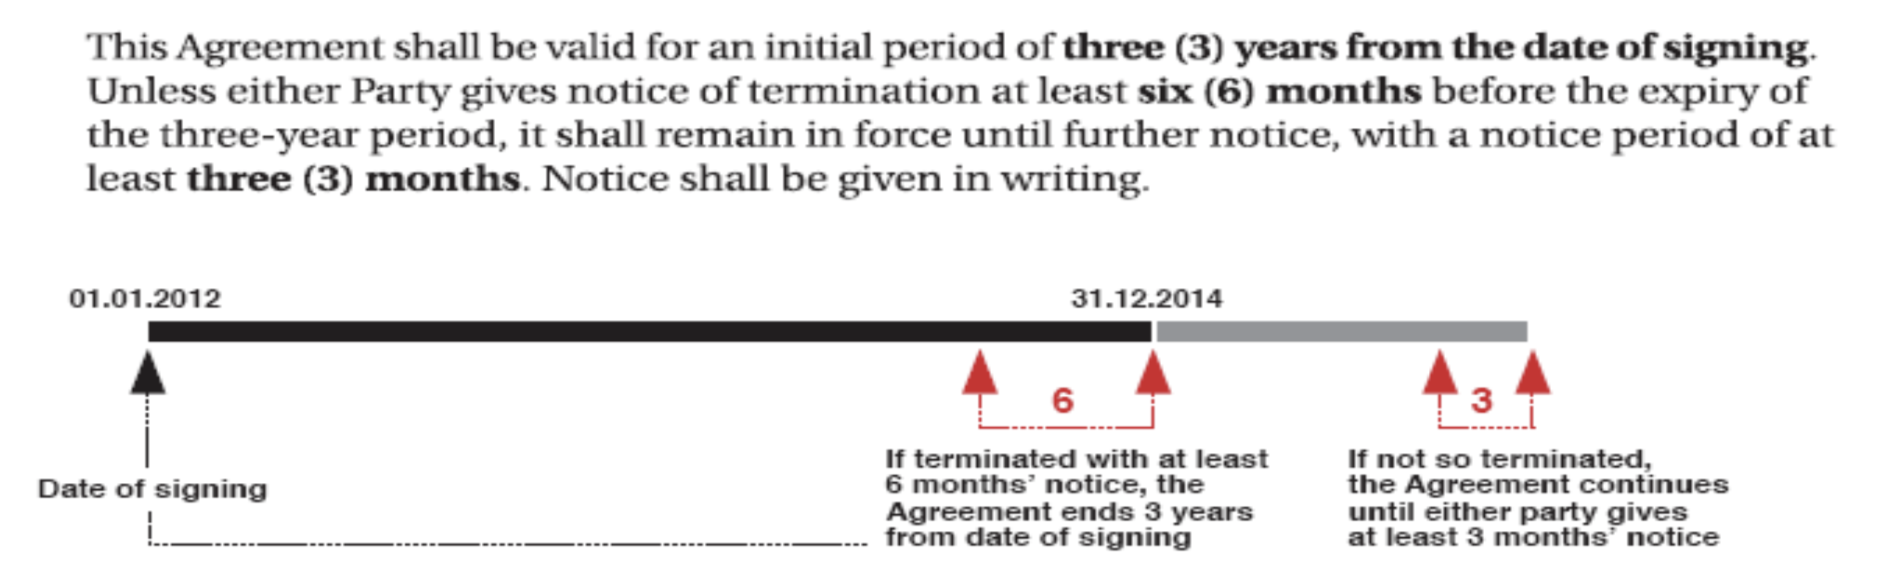 This Agreement shall be valid for an initial period of three (3) years from the date of signing.
Unless either Party gives notice of termination at least six (6) months before the expiry of
the three-year period, it shall remain in force until further notice, with a notice period of at
least three (3) months. Notice shall be given in writing.
01.01.2012
31.12.2014
6
3
Date of signing
If terminated with at least
6 months’ notice, the
Agreement ends 3 years
from date of signing
If not so terminated,
the Agreement continues
until either party gives
at least 3 months’ notice